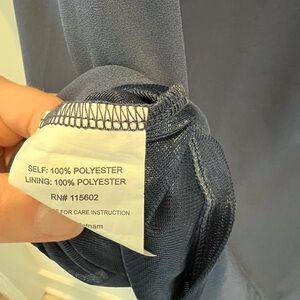 SELF: 100% POLYESTER
LINING: 100% POLYESTER
RN# 115602
FOR CARE INSTRUCTION